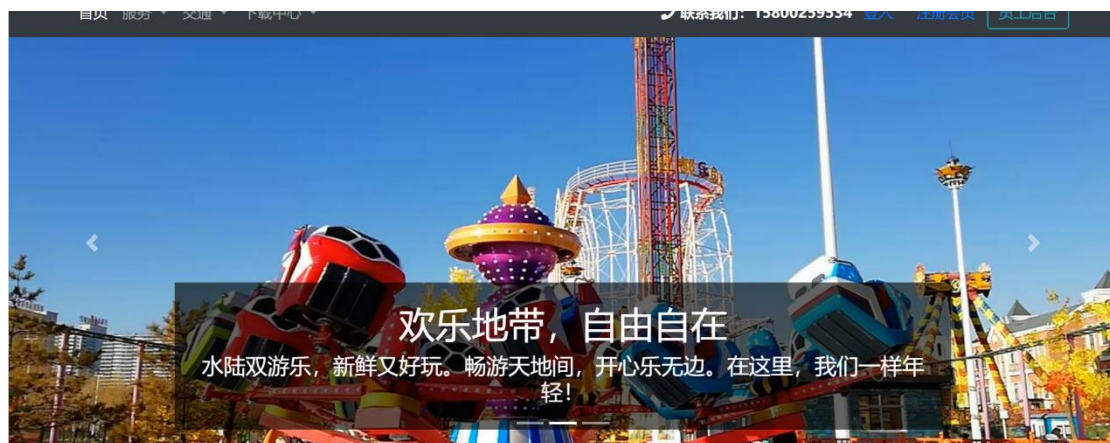 首页 服务 交通 下载中心 联系我们：15800259534 登入 注册会员 员工后台
欢乐地带，自由自在
水陆双游乐，新鲜又好玩。畅游天地间，开心乐无边。在这里，我们一样年
轻！